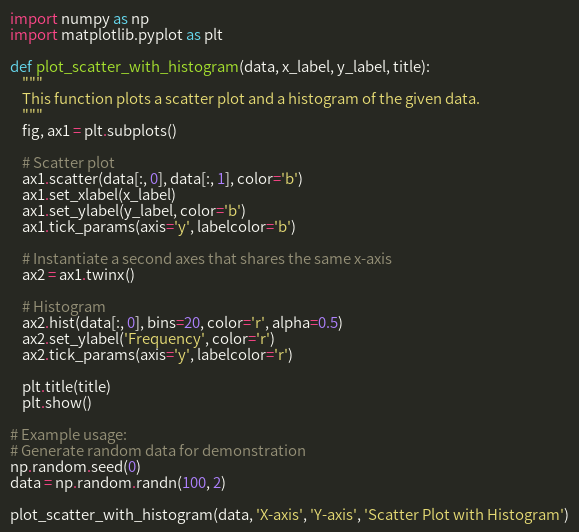 import numpy as np
import matplotlib.pyplot as plt

def plot_scatter_with_histogram(data, x_label, y_label, title):
    """
    This function plots a scatter plot and a histogram of the given data.
    """
    fig, ax1 = plt.subplots()

    # Scatter plot
    ax1.scatter(data[:, 0], data[:, 1], color='b')
    ax1.set_xlabel(x_label)
    ax1.set_ylabel(y_label, color='b')
    ax1.tick_params(axis='y', labelcolor='b')

    # Instantiate a second axes that shares the same x-axis
    ax2 = ax1.twinx()

    # Histogram
    ax2.hist(data[:, 0], bins=20, color='r', alpha=0.5)
    ax2.set_ylabel('Frequency', color='r')
    ax2.tick_params(axis='y', labelcolor='r')

    plt.title(title)
    plt.show()

# Example usage:
# Generate random data for demonstration
np.random.seed(0)
data = np.random.randn(100, 2)

plot_scatter_with_histogram(data, 'X-axis', 'Y-axis', 'Scatter Plot with Histogram')